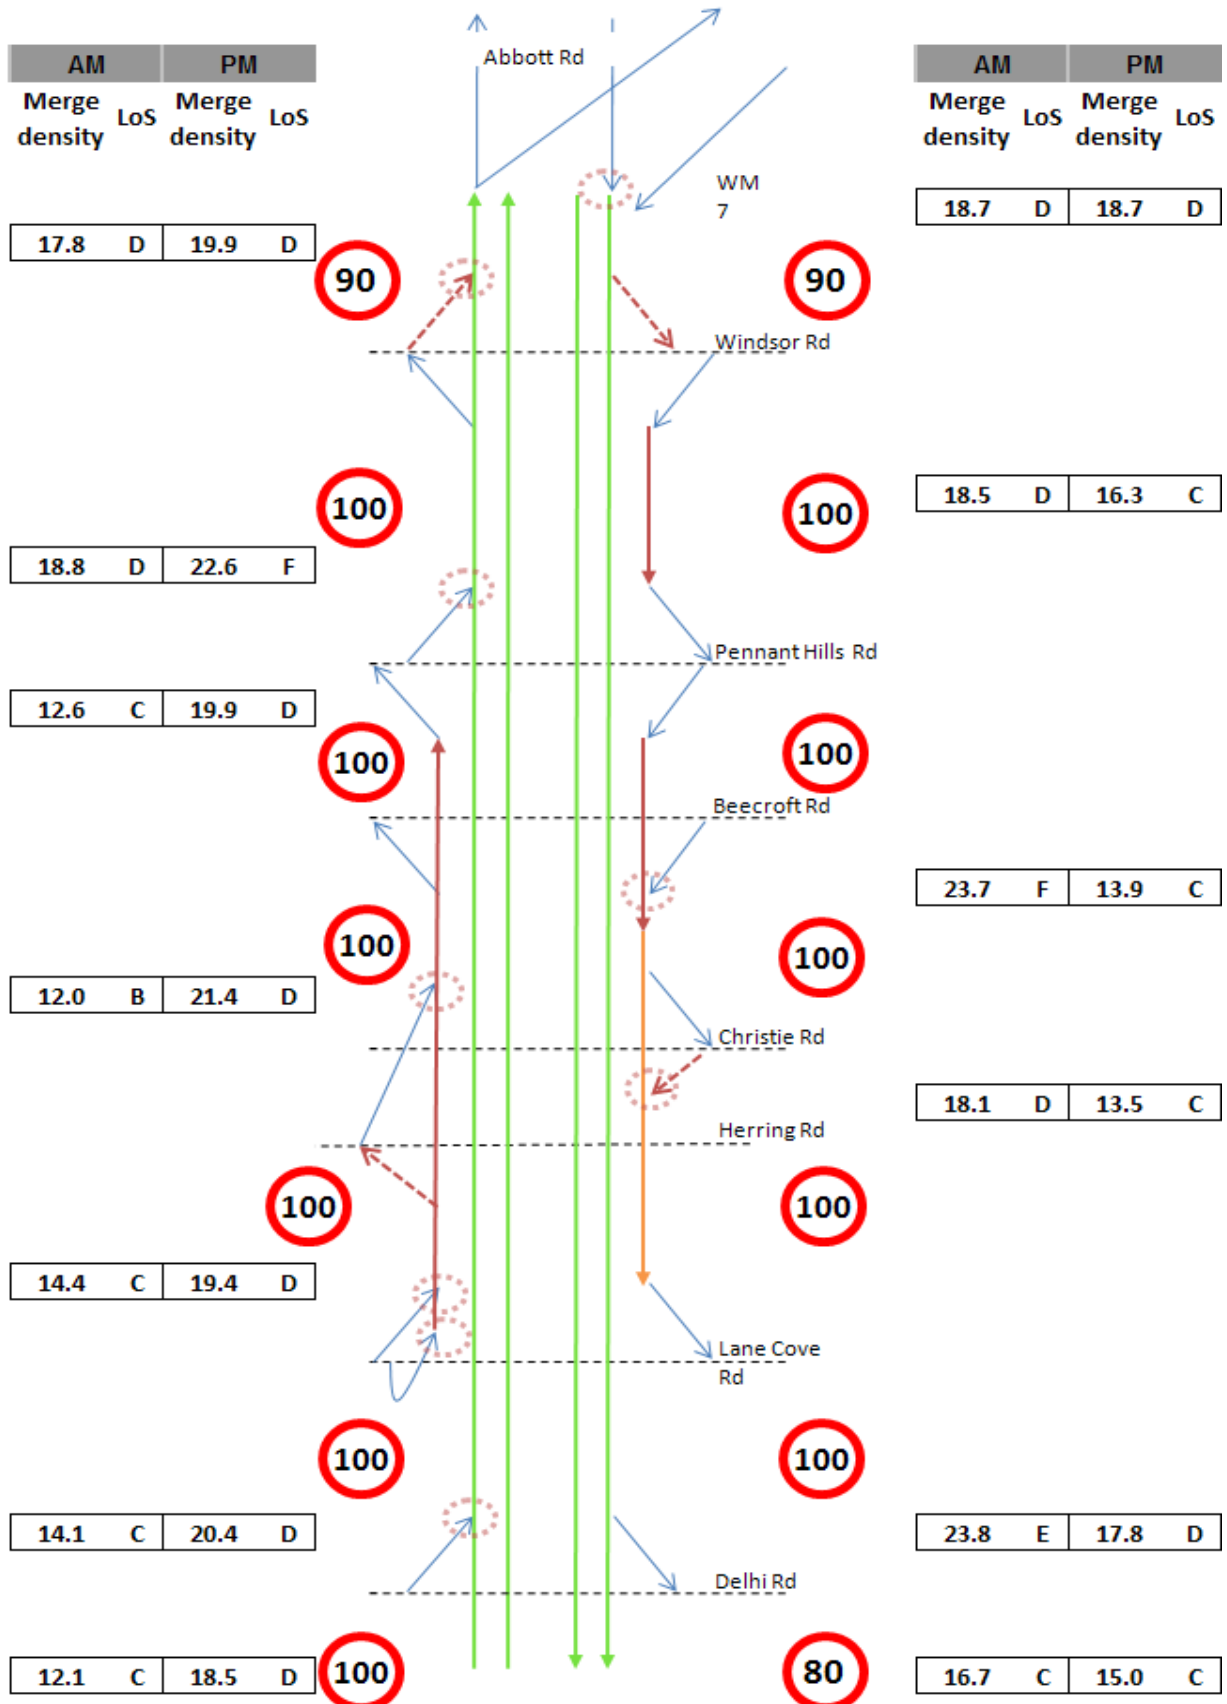 AM PM
Merge density LoS Merge density LoS
17.8 D 19.9 D
18.8 D 22.6 F
12.6 C 19.9 D
12.0 B 21.4 D
14.4 C 19.4 D
14.1 C 20.4 D
12.1 C 18.5 D
90
100
100
100
100
100
100
Abbott Rd
WM
7
Windsor Rd
Pennant Hills Rd
Beecroft Rd
Christie Rd
Herring Rd
Lane Cove
Rd
Delhi Rd
90
100
100
100
100
100
80
AM PM
Merge density LoS Merge density LoS
18.7 D 18.7 D
18.5 D 16.3 C
23.7 F 13.9 C
18.1 D 13.5 C
23.8 E 17.8 D
16.7 C 15.0 C